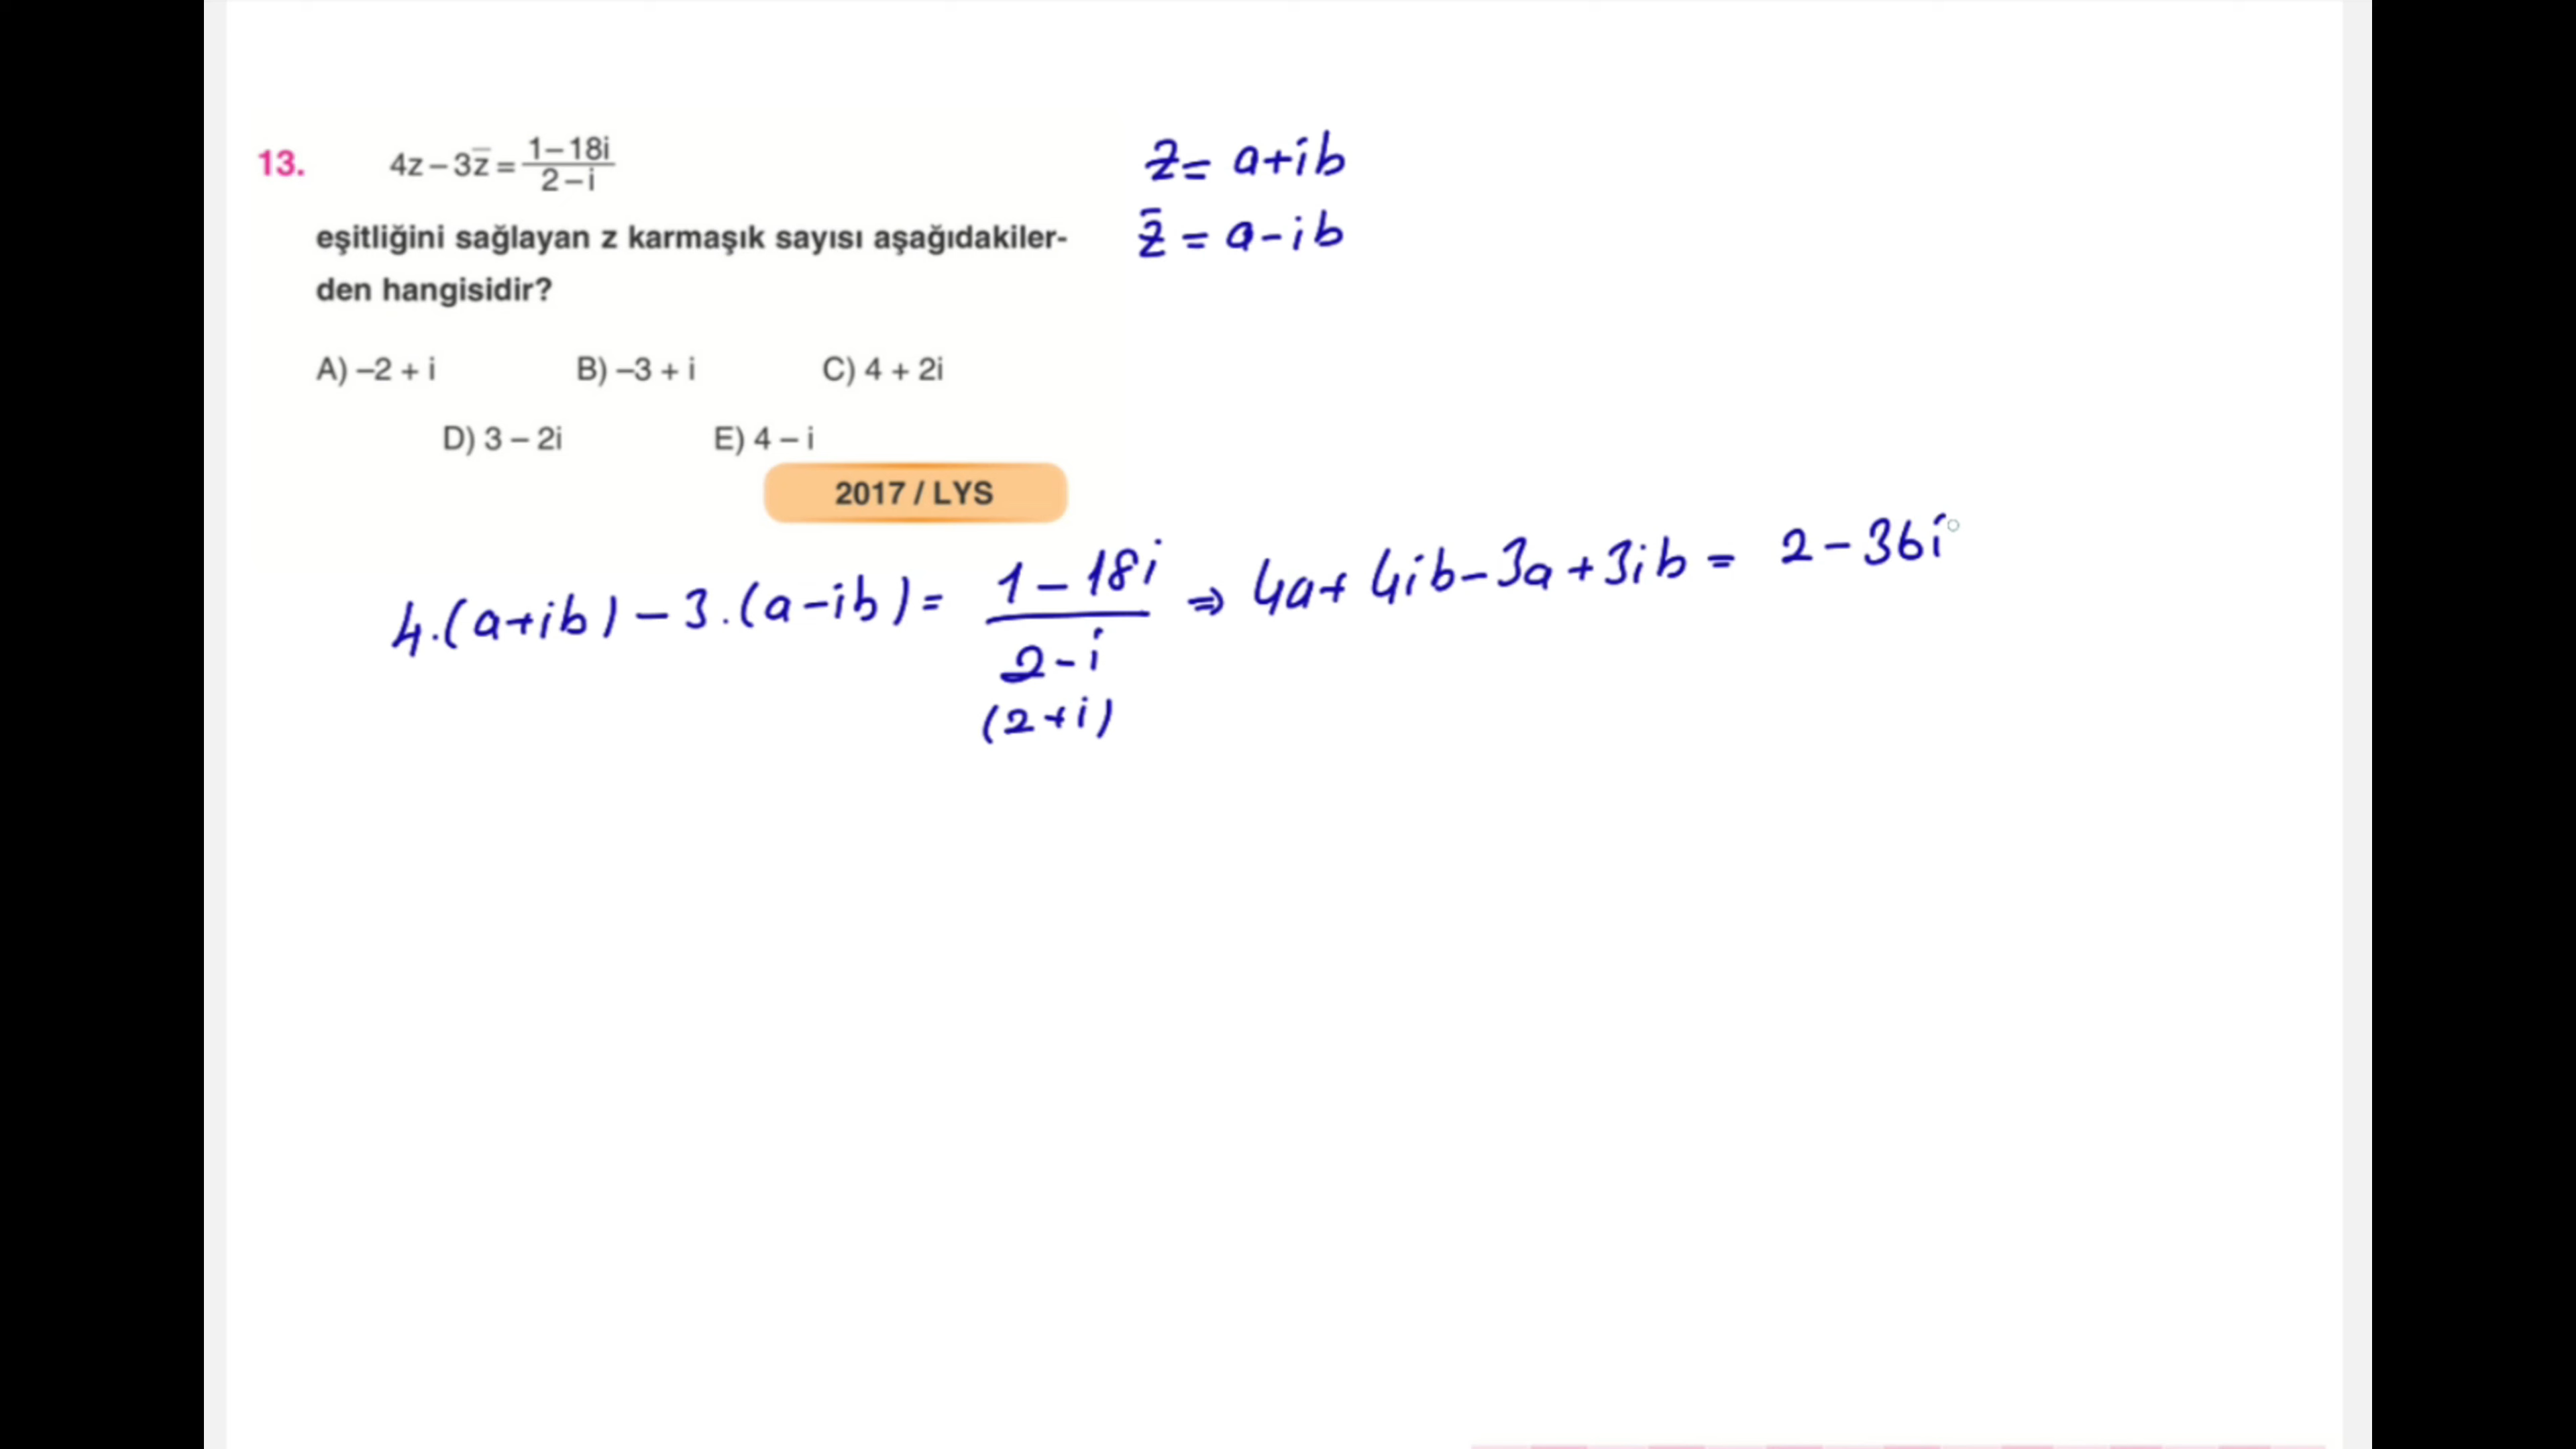 13. 4z – 3z̅ = (1 – 18i)/(2 – i)
z = a+ib
z̅ = a-ib
eşitliğini sağlayan z karmaşık sayısı aşağıdakiler-
den hangisidir?
A) –2 + i B) –3 + i C) 4 + 2i
D) 3 – 2i E) 4 – i
2017 / LYS
4.(a+ib) - 3.(a-ib) = (1-18i)/(2-i) ⇒ 4a+4ib-3a+3ib = 2-36i
(2+i)